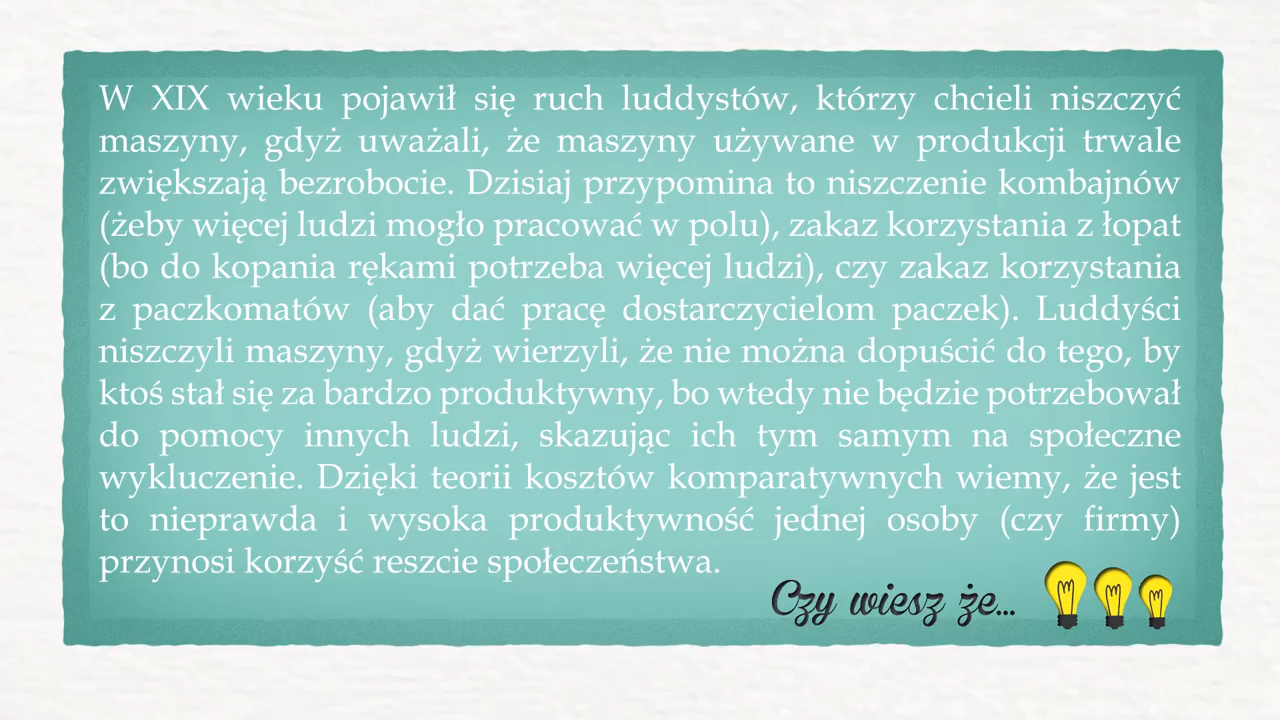 W XIX wieku pojawił się ruch luddystów, którzy chcieli niszczyć
maszyny, gdyż uważali, że maszyny używane w produkcji trwale
zwiększają bezrobocie. Dzisiaj przypomina to niszczenie kombajnów
(żeby więcej ludzi mogło pracować w polu), zakaz korzystania z łopat
(bo do kopania rękami potrzeba więcej ludzi), czy zakaz korzystania
z paczkomatów (aby dać pracę dostarczycielom paczek). Luddyści
niszczyli maszyny, gdyż wierzyli, że nie można dopuścić do tego, by
ktoś stał się za bardzo produktywny, bo wtedy nie będzie potrzebował
do pomocy innych ludzi, skazując ich tym samym na społeczne
wykluczenie. Dzięki teorii kosztów komparatywnych wiemy, że jest
to nieprawda i wysoka produktywność jednej osoby (czy firmy)
przynosi korzyść reszcie społeczeństwa.
Czy wiesz że...